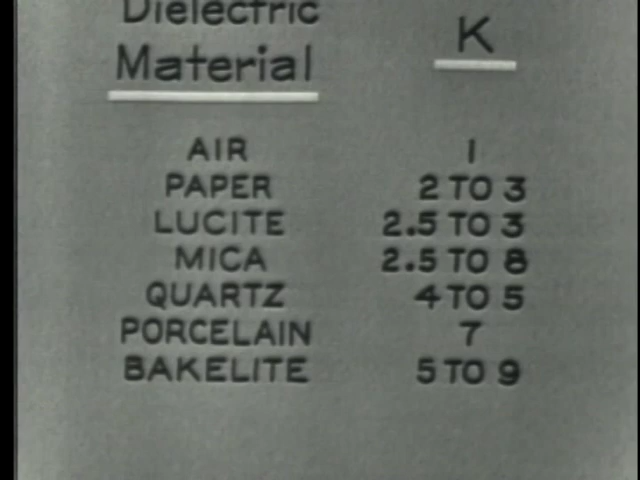 Dielectric
Material K
AIR 1
PAPER 2 TO 3
LUCITE 2.5 TO 3
MICA 2.5 TO 8
QUARTZ 4 TO 5
PORCELAIN 7
BAKELITE 5 TO 9